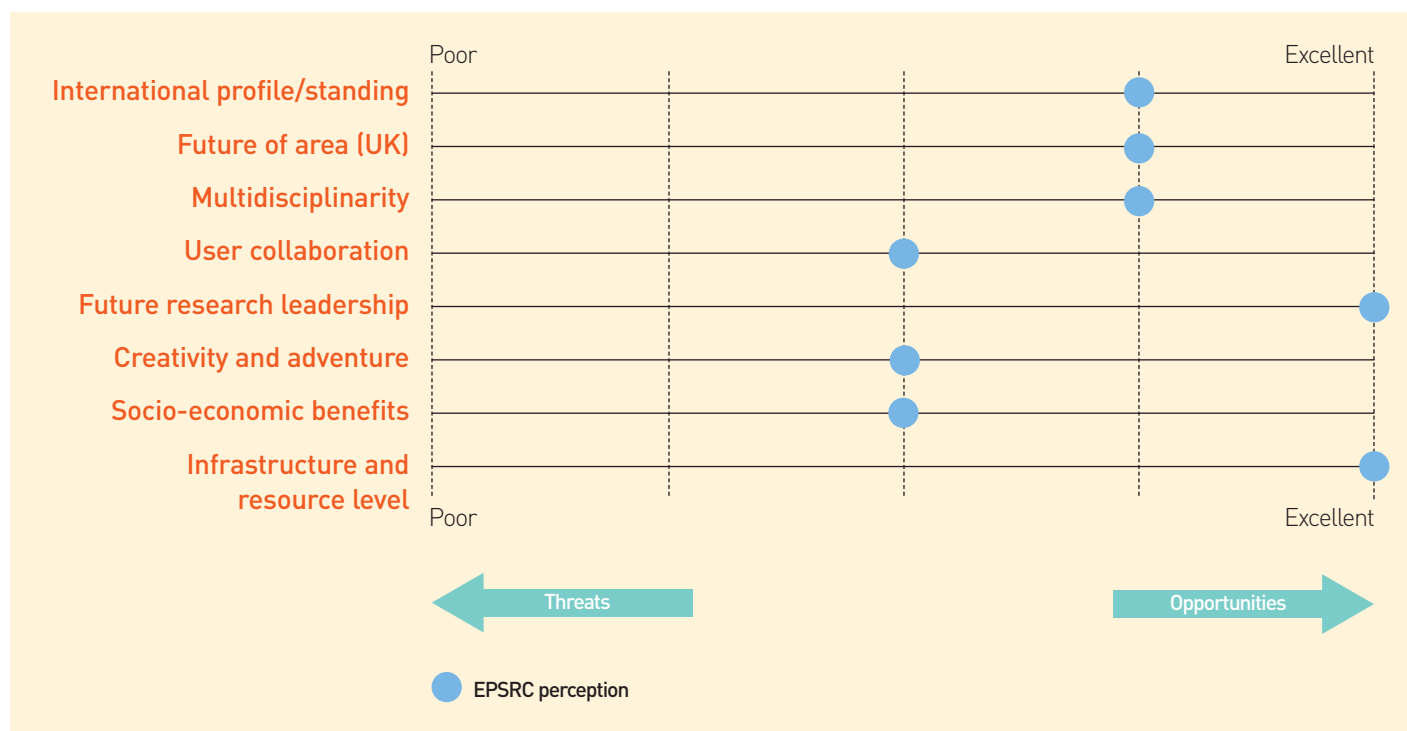 Poor
Excellent
International profile/standing
Future of area (UK)
Multidisciplinarity
User collaboration
Future research leadership
Creativity and adventure
Socio-economic benefits
Infrastructure and
resource level
Poor
Excellent
Threats
Opportunities
EPSRC perception